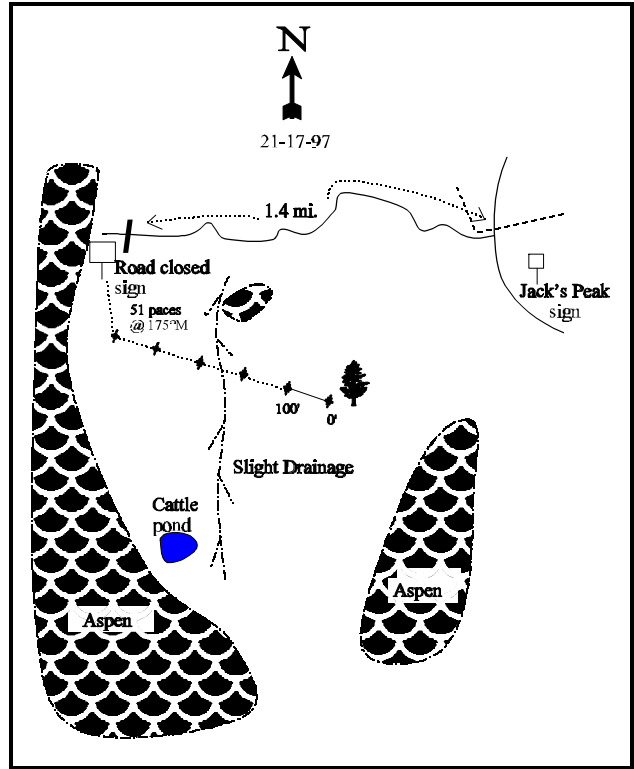 N
21-17-97
1.4 mi.
Road closed
sign
Jack's Peak
sign
51 paces
@ 175°M
100'
0'
Slight Drainage
Cattle
pond
Aspen
Aspen